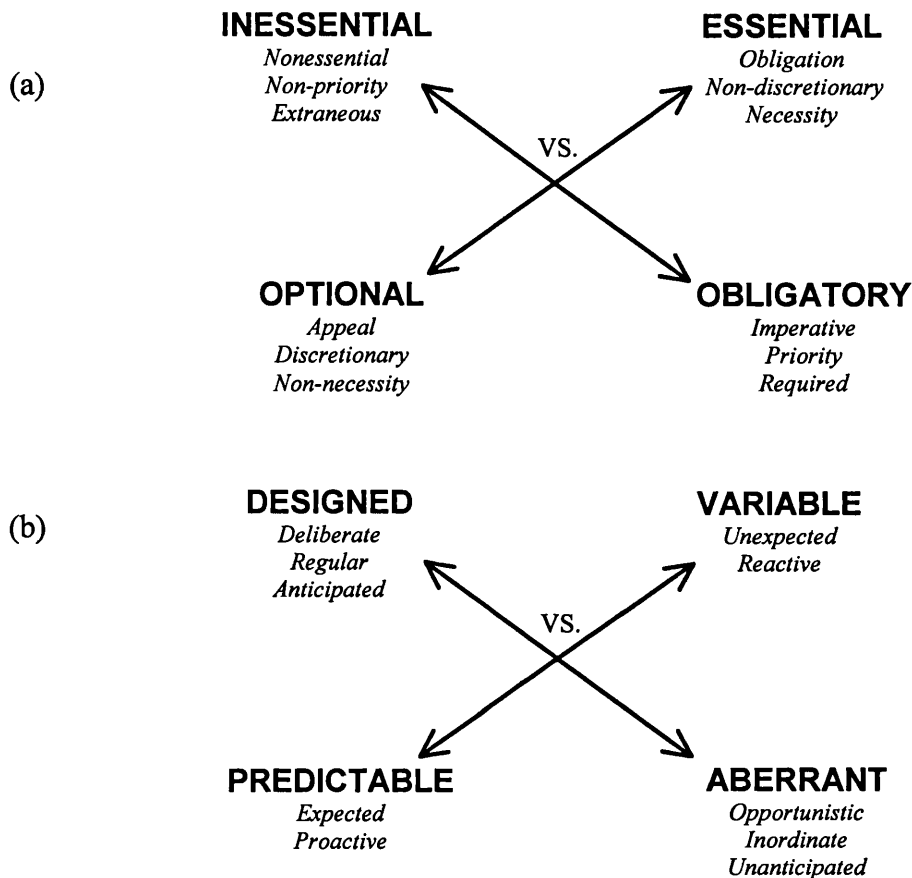 (a)
INESSENTIAL
Nonessential
Non-priority
Extraneous
ESSENTIAL
Obligation
Non-discretionary
Necessity
VS.
OPTIONAL
Appeal
Discretionary
Non-necessity
OBLIGATORY
Imperative
Priority
Required
(b)
DESIGNED
Deliberate
Regular
Anticipated
VARIABLE
Unexpected
Reactive
VS.
PREDICTABLE
Expected
Proactive
ABERRANT
Opportunistic
Inordinate
Unanticipated